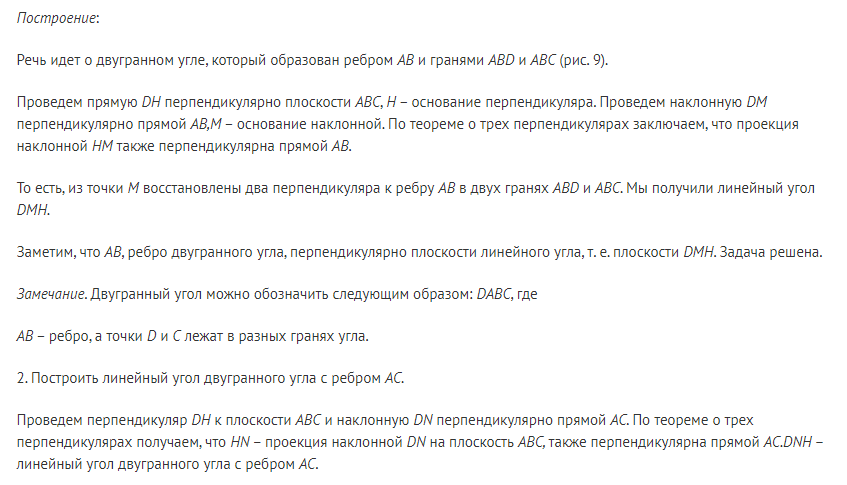 Построение:
Речь идет о двугранном угле, который образован ребром AB и гранями ABD и ABC (рис. 9).
Проведем прямую DH перпендикулярно плоскости ABC, H – основание перпендикуляра. Проведем наклонную DM
перпендикулярно прямой AB,M – основание наклонной. По теореме о трех перпендикулярах заключаем, что проекция
наклонной HM также перпендикулярна прямой AB.
То есть, из точки M восстановлены два перпендикуляра к ребру AB в двух гранях ABD и ABC. Мы получили линейный угол
DMH.
Заметим, что AB, ребро двугранного угла, перпендикулярно плоскости линейного угла, т. е. плоскости DMH. Задача решена.
Замечание. Двугранный угол можно обозначить следующим образом: DABC, где
AB – ребро, а точки D и C лежат в разных гранях угла.
2. Построить линейный угол двугранного угла с ребром AC.
Проведем перпендикуляр DH к плоскости ABC и наклонную DN перпендикулярно прямой AC. По теореме о трех
перпендикулярах получаем, что HN – проекция наклонной DN на плоскость ABC, также перпендикулярна прямой AC.DNH –
линейный угол двугранного угла с ребром AC.